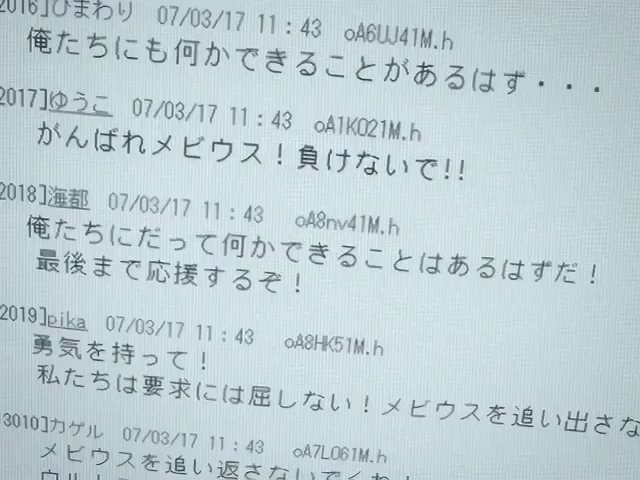 2016]ひまわり 07/03/17 11：43 oA6UJ41M.h
俺たちにも何かできることがあるはず・・・
2017]ゆうこ 07/03/17 11：43 oA1KO21M.h
がんばれメビウス！負けないで!!
2018]海都 07/03/17 11：43 oA8nv41M.h
俺たちにだって何かできることはあるはずだ！
最後まで応援するぞ！
2019]pika 07/03/17 11：43 oA8HK51M.h
勇気を持って！
私たちは要求には屈しない！メビウスを追い出さな
3010]カゲル 07/03/17 11：43 oA7LO61M.h
メビウスを追い返さないでくれ！